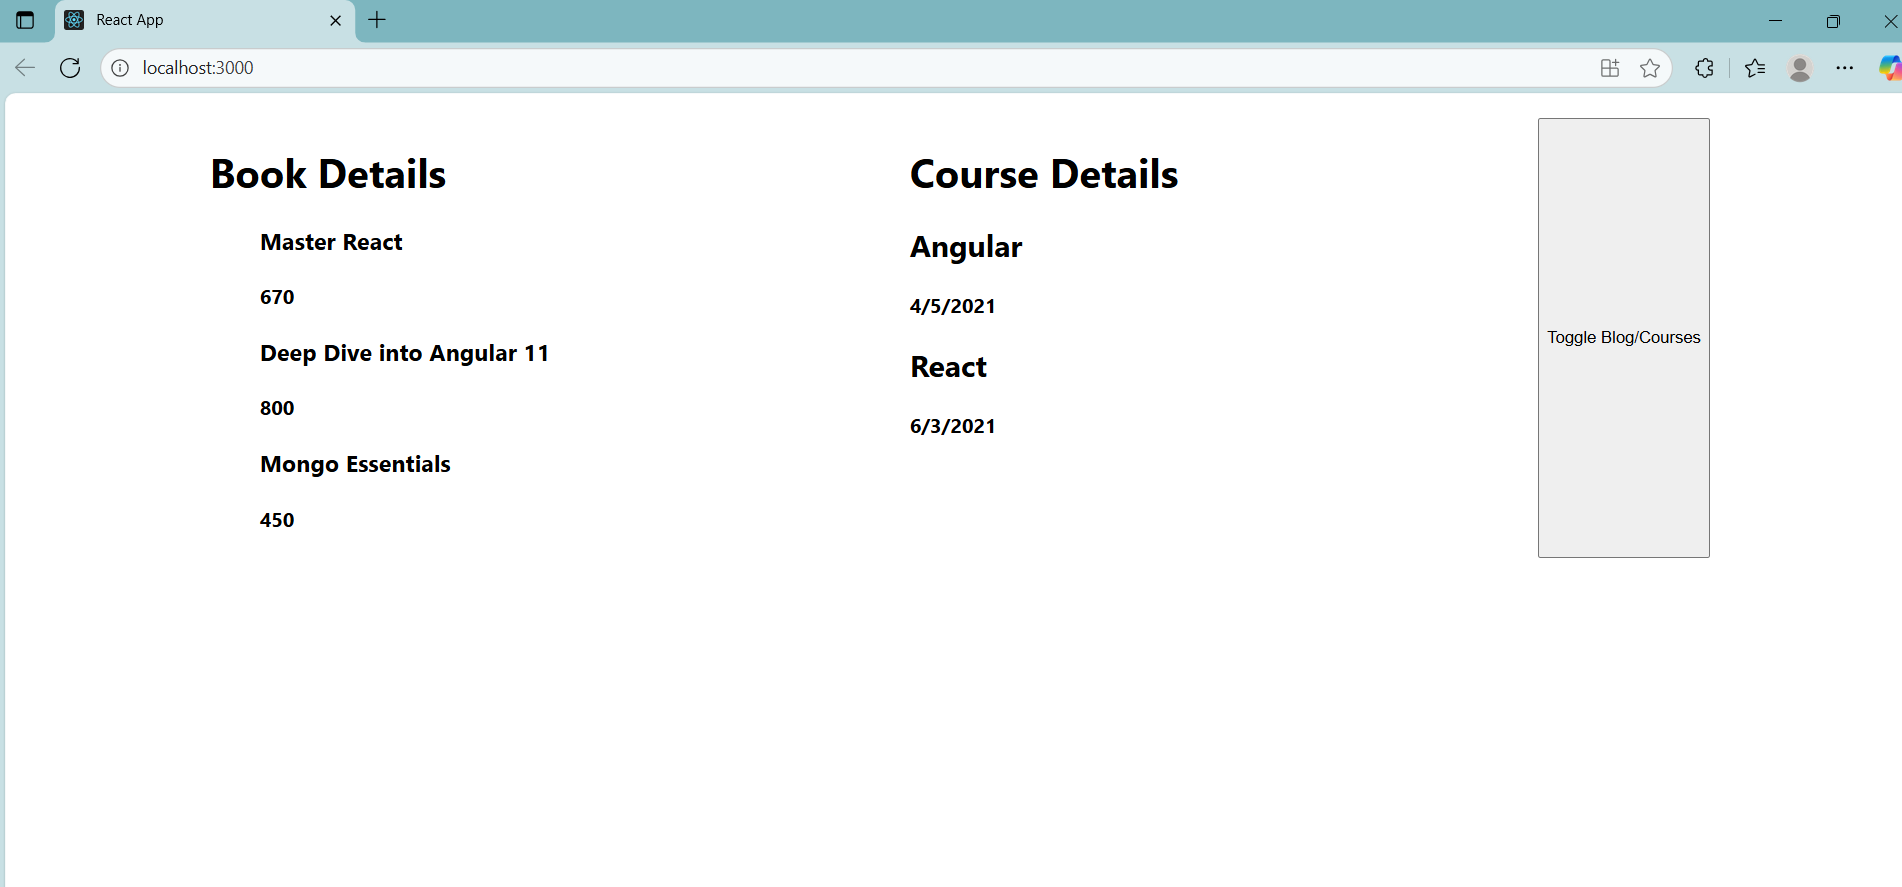 React App
localhost:3000
Book Details
Master React
670
Deep Dive into Angular 11
800
Mongo Essentials
450
Course Details
Angular
4/5/2021
React
6/3/2021
Toggle Blog/Courses